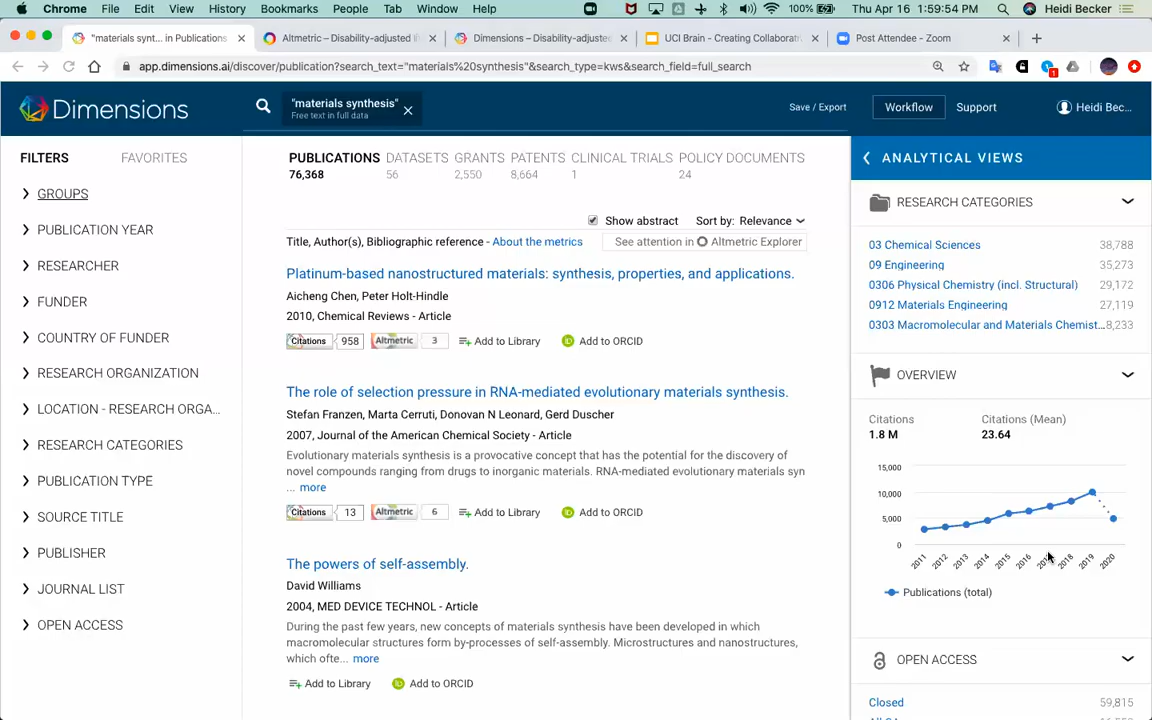 Chrome File Edit View History Bookmarks People Tab Window Help 100% Thu Apr 16 1:59:54 PM Heidi Becker
"materials synt... in Publications Altmetric – Disability-adjusted li Dimensions – Disability-adjuste UCI Brain - Creating Collaborati Post Attendee - Zoom
app.dimensions.ai/discover/publication?search_text="materials%20synthesis"&search_type=kws&search_field=full_search
Dimensions
"materials synthesis"
Free text in full data
Save / Export
Workflow
Support
Heidi Bec...
FILTERS
FAVORITES
GROUPS
PUBLICATION YEAR
RESEARCHER
FUNDER
COUNTRY OF FUNDER
RESEARCH ORGANIZATION
LOCATION - RESEARCH ORGA...
RESEARCH CATEGORIES
PUBLICATION TYPE
SOURCE TITLE
PUBLISHER
JOURNAL LIST
OPEN ACCESS
PUBLICATIONS DATASETS GRANTS PATENTS CLINICAL TRIALS POLICY DOCUMENTS
76,368 56 2,550 8,664 1 24
Show abstract Sort by: Relevance
Title, Author(s), Bibliographic reference - About the metrics See attention in Altmetric Explorer
Platinum-based nanostructured materials: synthesis, properties, and applications.
Aicheng Chen, Peter Holt-Hindle
2010, Chemical Reviews - Article
Citations 958 Altmetric 3 Add to Library Add to ORCID
The role of selection pressure in RNA-mediated evolutionary materials synthesis.
Stefan Franzen, Marta Cerruti, Donovan N Leonard, Gerd Duscher
2007, Journal of the American Chemical Society - Article
Evolutionary materials synthesis is a provocative concept that has the potential for the discovery of
novel compounds ranging from drugs to inorganic materials. RNA-mediated evolutionary materials syn
... more
Citations 13 Altmetric 6 Add to Library Add to ORCID
The powers of self-assembly.
David Williams
2004, MED DEVICE TECHNOL - Article
During the past few years, new concepts of materials synthesis have been developed in which
macromolecular structures form by-processes of self-assembly. Microstructures and nanostructures,
which ofte... more
Add to Library Add to ORCID
ANALYTICAL VIEWS
RESEARCH CATEGORIES
03 Chemical Sciences 38,788
09 Engineering 35,273
0306 Physical Chemistry (incl. Structural) 29,172
0912 Materials Engineering 27,119
0303 Macromolecular and Materials Chemist... 8,233
OVERVIEW
Citations Citations (Mean)
1.8 M 23.64
15,000
10,000
5,000
0
2011 2012 2013 2014 2015 2016 2018 2019 2020
Publications (total)
OPEN ACCESS
Closed 59,815